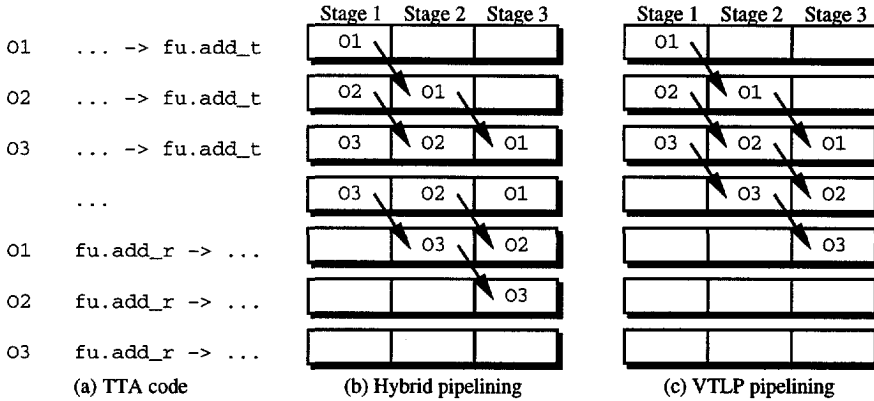 Stage 1 Stage 2 Stage 3 Stage 1 Stage 2 Stage 3
O1 ... -> fu.add_t O1 O1
O2 ... -> fu.add_t O2 O1 O2 O1
O3 ... -> fu.add_t O3 O2 O1 O3 O2 O1
... O3 O2 O1 O3 O2
O1 fu.add_r -> ... O3 O2 O3
O2 fu.add_r -> ... O3
O3 fu.add_r -> ...
(a) TTA code (b) Hybrid pipelining (c) VTLP pipelining